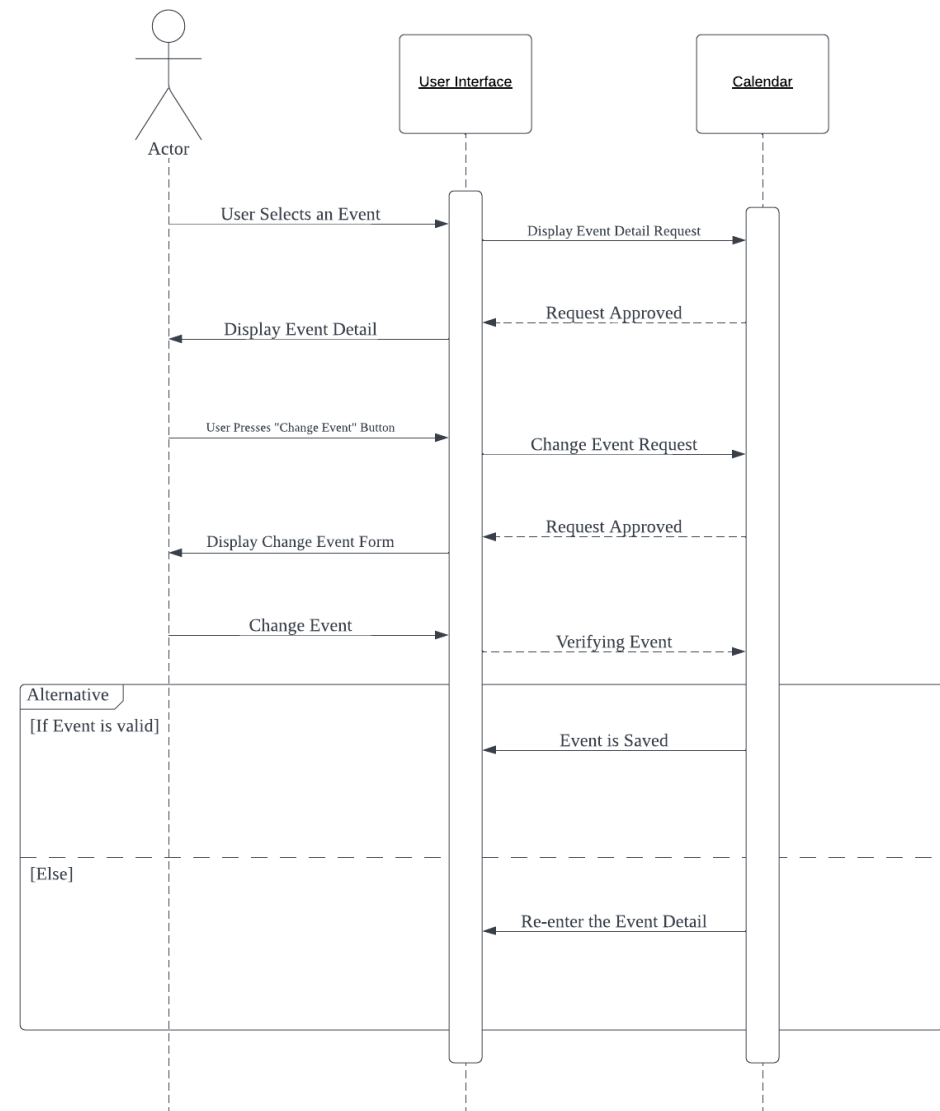 User Interface
Calendar
Actor
User Selects an Event
Display Event Detail Request
Request Approved
Display Event Detail
User Presses "Change Event" Button
Change Event Request
Request Approved
Display Change Event Form
Change Event
Verifying Event
Alternative
[If Event is valid]
Event is Saved
[Else]
Re-enter the Event Detail